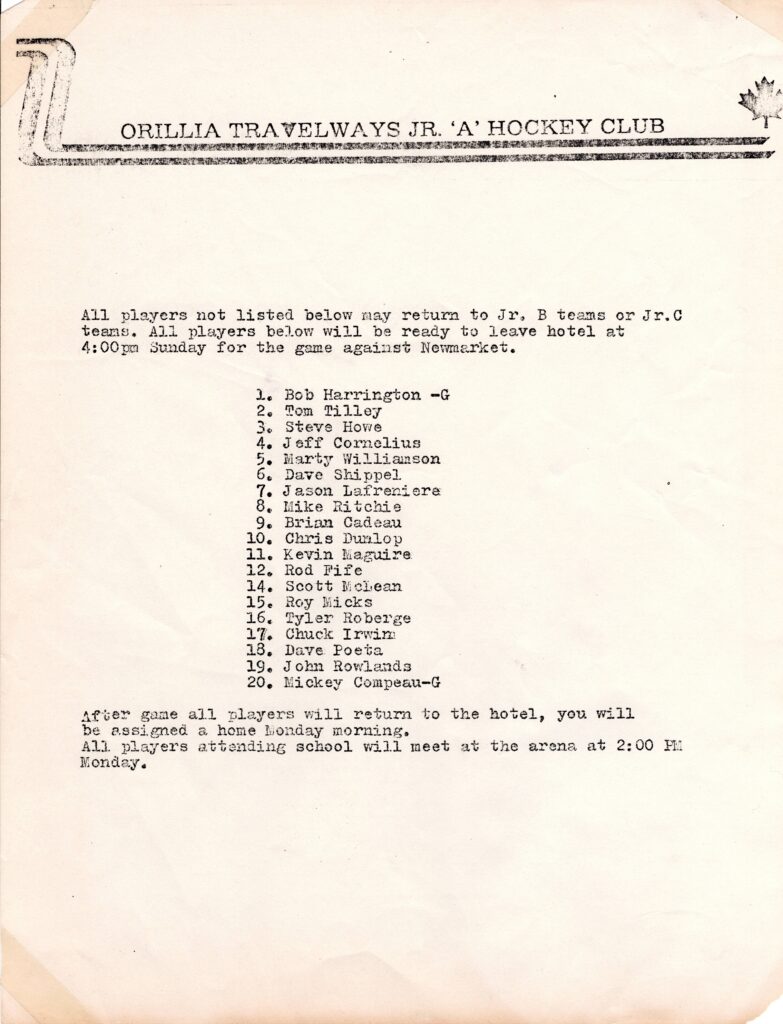 ORILLIA TRAVELWAYS JR. 'A' HOCKEY CLUB
All players not listed below may return to Jr. B teams or Jr.C
teams. All players below will be ready to leave hotel at
4:00pm Sunday for the game against Newmarket.
1. Bob Harrington -G
2. Tom Tilley
3. Steve Howe
4. Jeff Cornelius
5. Marty Williamson
6. Dave Shippel
7. Jason Lafreniere
8. Mike Ritchie
9. Brian Cadeau
10. Chris Dunlop
11. Kevin Maguire
12. Rod Fife
14. Scott McLean
15. Roy Micks
16. Tyler Roberge
17. Chuck Irwin
18. Dave Poeta
19. John Rowlands
20. Mickey Compeau-G
After game all players will return to the hotel, you will
be assigned a home Monday morning.
All players attending school will meet at the arena at 2:00 PM
Monday.